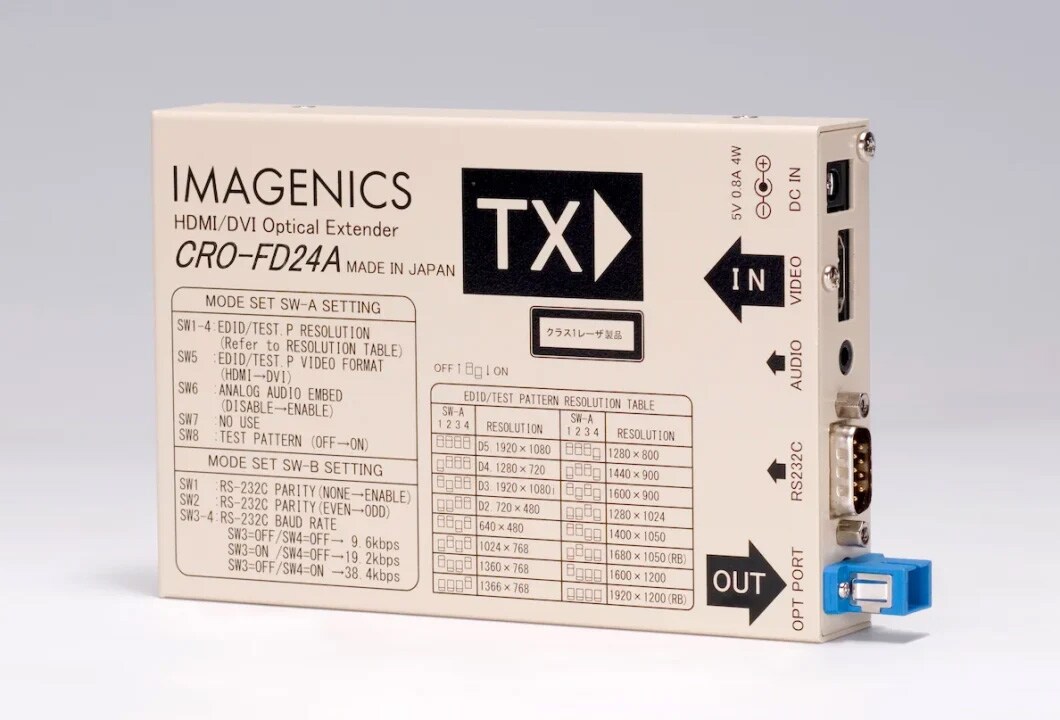 IMAGENICS
HDMI/DVI Optical Extender
CRO-FD24A MADE IN JAPAN
TX
クラス1レーザ製品
MODE SET SW-A SETTING
SW1-4:EDID/TEST.P RESOLUTION
(Refer to RESOLUTION TABLE)
SW5 :EDID/TEST.P VIDEO FORMAT
(HDMI→DVI)
SW6 :ANALOG AUDIO EMBED
(DISABLE→ENABLE)
SW7 :NO USE
SW8 :TEST PATTERN (OFF→ON)
MODE SET SW-B SETTING
SW1 :RS-232C PARITY(NONE→ENABLE)
SW2 :RS-232C PARITY(EVEN→ODD)
SW3-4:RS-232C BAUD RATE
SW3=OFF/SW4=OFF→ 9.6kbps
SW3=ON /SW4=OFF→19.2kbps
SW3=OFF/SW4=ON →38.4kbps
OFF↑ ↓ON
EDID/TEST PATTERN RESOLUTION TABLE
SW-A
1 2 3 4
RESOLUTION
SW-A
1 2 3 4
RESOLUTION
D5.1920×1080
1280×800
D4.1280×720
1440×900
D3.1920×1080i
1600×900
D2.720×480
1280×1024
640×480
1400×1050
1024×768
1680×1050(RB)
1360×768
1600×1200
1366×768
1920×1200(RB)
5V 0.8A 4W
DC IN
IN
VIDEO
AUDIO
RS232C
OUT
OPT PORT